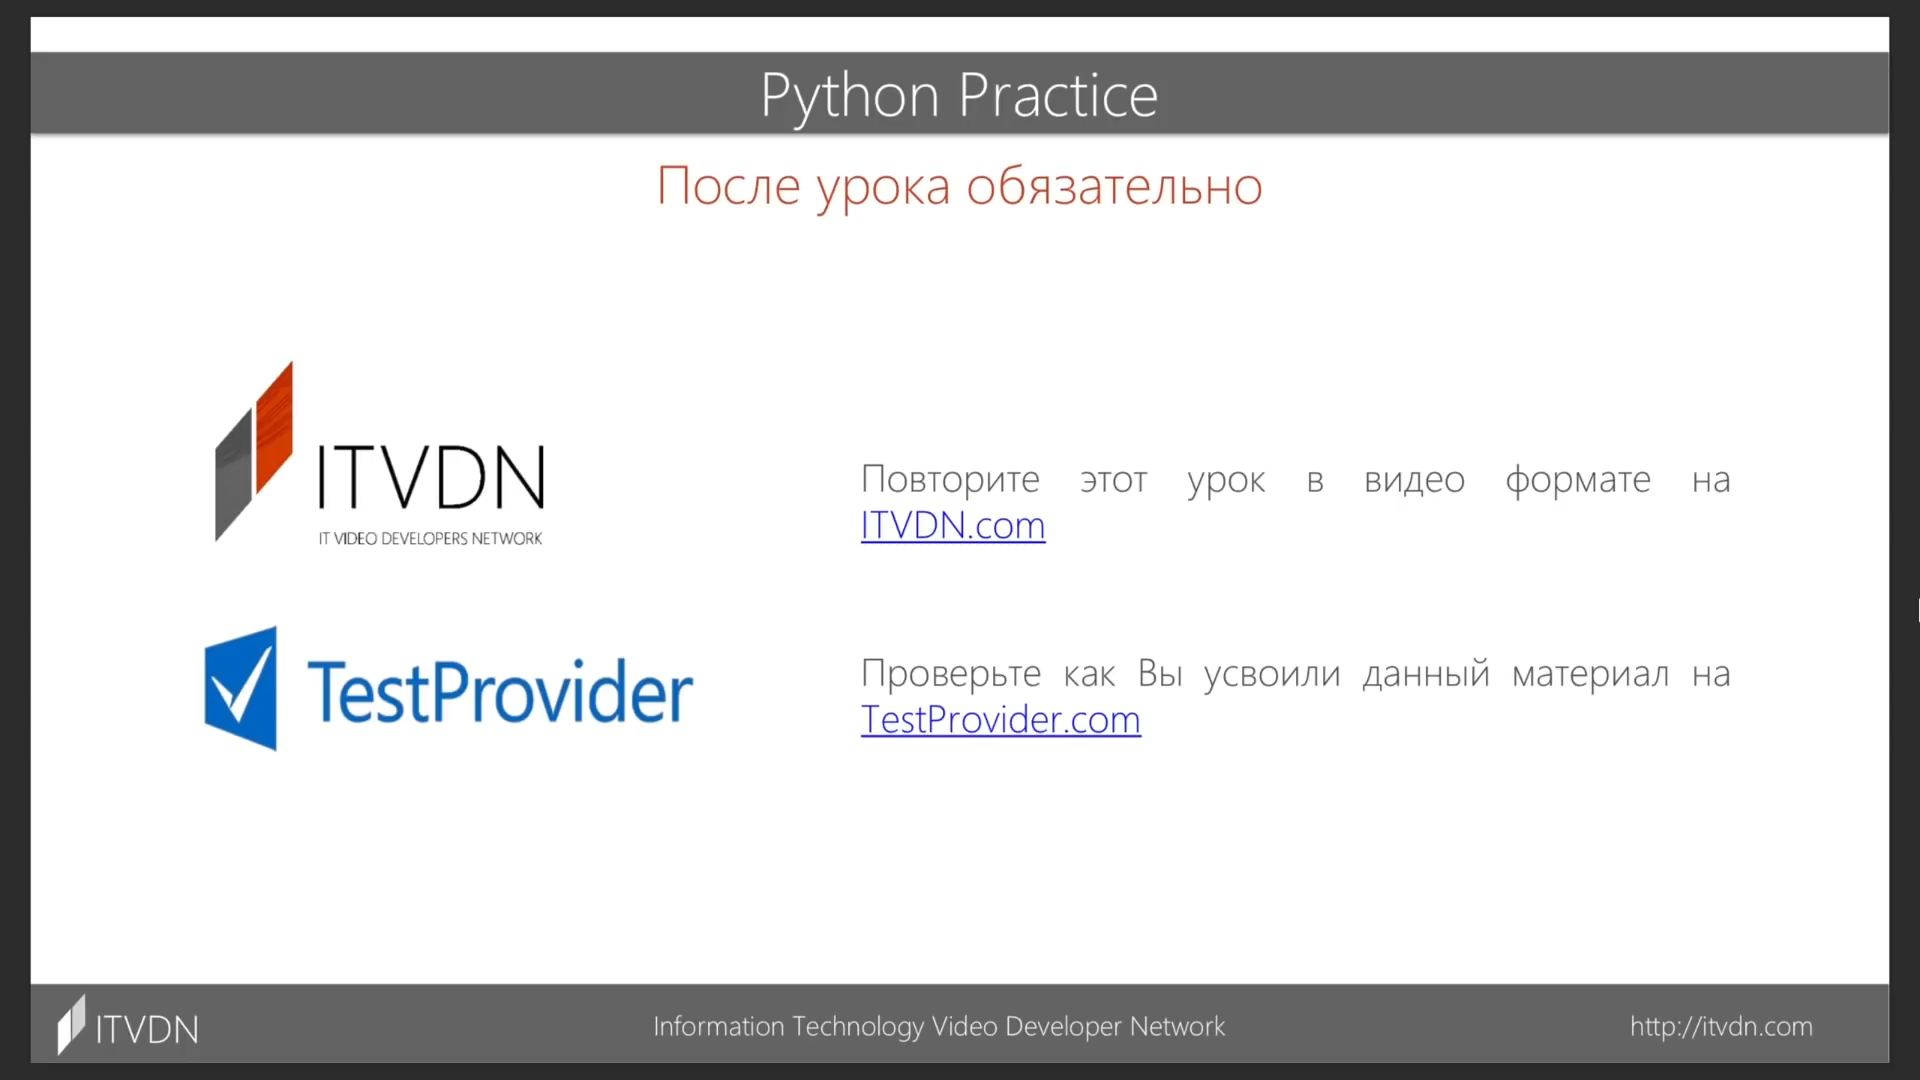 Python Practice
После урока обязательно
ITVDN
IT VIDEO DEVELOPERS NETWORK
Повторите этот урок в видео формате на
ITVDN.com
TestProvider
Проверьте как Вы усвоили данный материал на
TestProvider.com
ITVDN
Information Technology Video Developer Network
http://itvdn.com